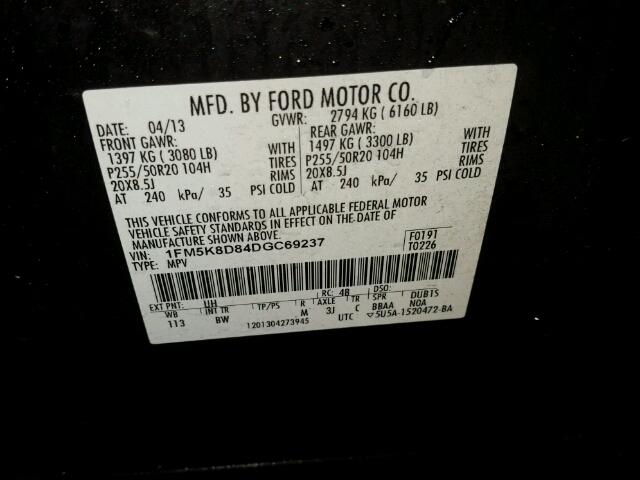 MFD. BY FORD MOTOR CO.
DATE: 04/13 GVWR: 2794 KG ( 6160 LB)
FRONT GAWR: REAR GAWR:
1397 KG ( 3080 LB) WITH 1497 KG ( 3300 LB) WITH
P255/50R20 104H TIRES P255/50R20 104H TIRES
20X8.5J RIMS 20X8.5J RIMS
AT 240 kPa/ 35 PSI COLD AT 240 kPa/ 35 PSI COLD
THIS VEHICLE CONFORMS TO ALL APPLICABLE FEDERAL MOTOR
VEHICLE SAFETY STANDARDS IN EFFECT ON THE DATE OF
MANUFACTURE SHOWN ABOVE.
VIN: 1FM5K8D84DGC69237 F0191
TYPE: MPV T0226
EXT PNT: UH RC: 48 DSO:
WB INT TR TP/PS R AXLE TR SPR DUB1S
113 BW M 3J C BBAA N0A
1201304273945 UTC ▽5U5A-1520472-BA